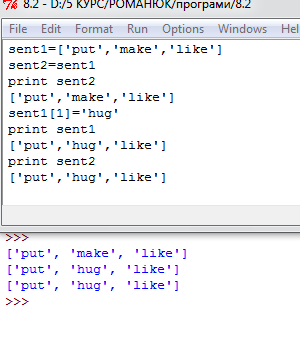 8.2 - D:/5 КУРС/РОМАНЮК/програми/8.2
File Edit Format Run Options Windows Help
sent1=['put','make','like']
sent2=sent1
print sent2
['put','make','like']
sent1[1]='hug'
print sent1
['put','hug','like']
print sent2
['put','hug','like']
>>>
['put', 'make', 'like']
['put', 'hug', 'like']
['put', 'hug', 'like']
>>>